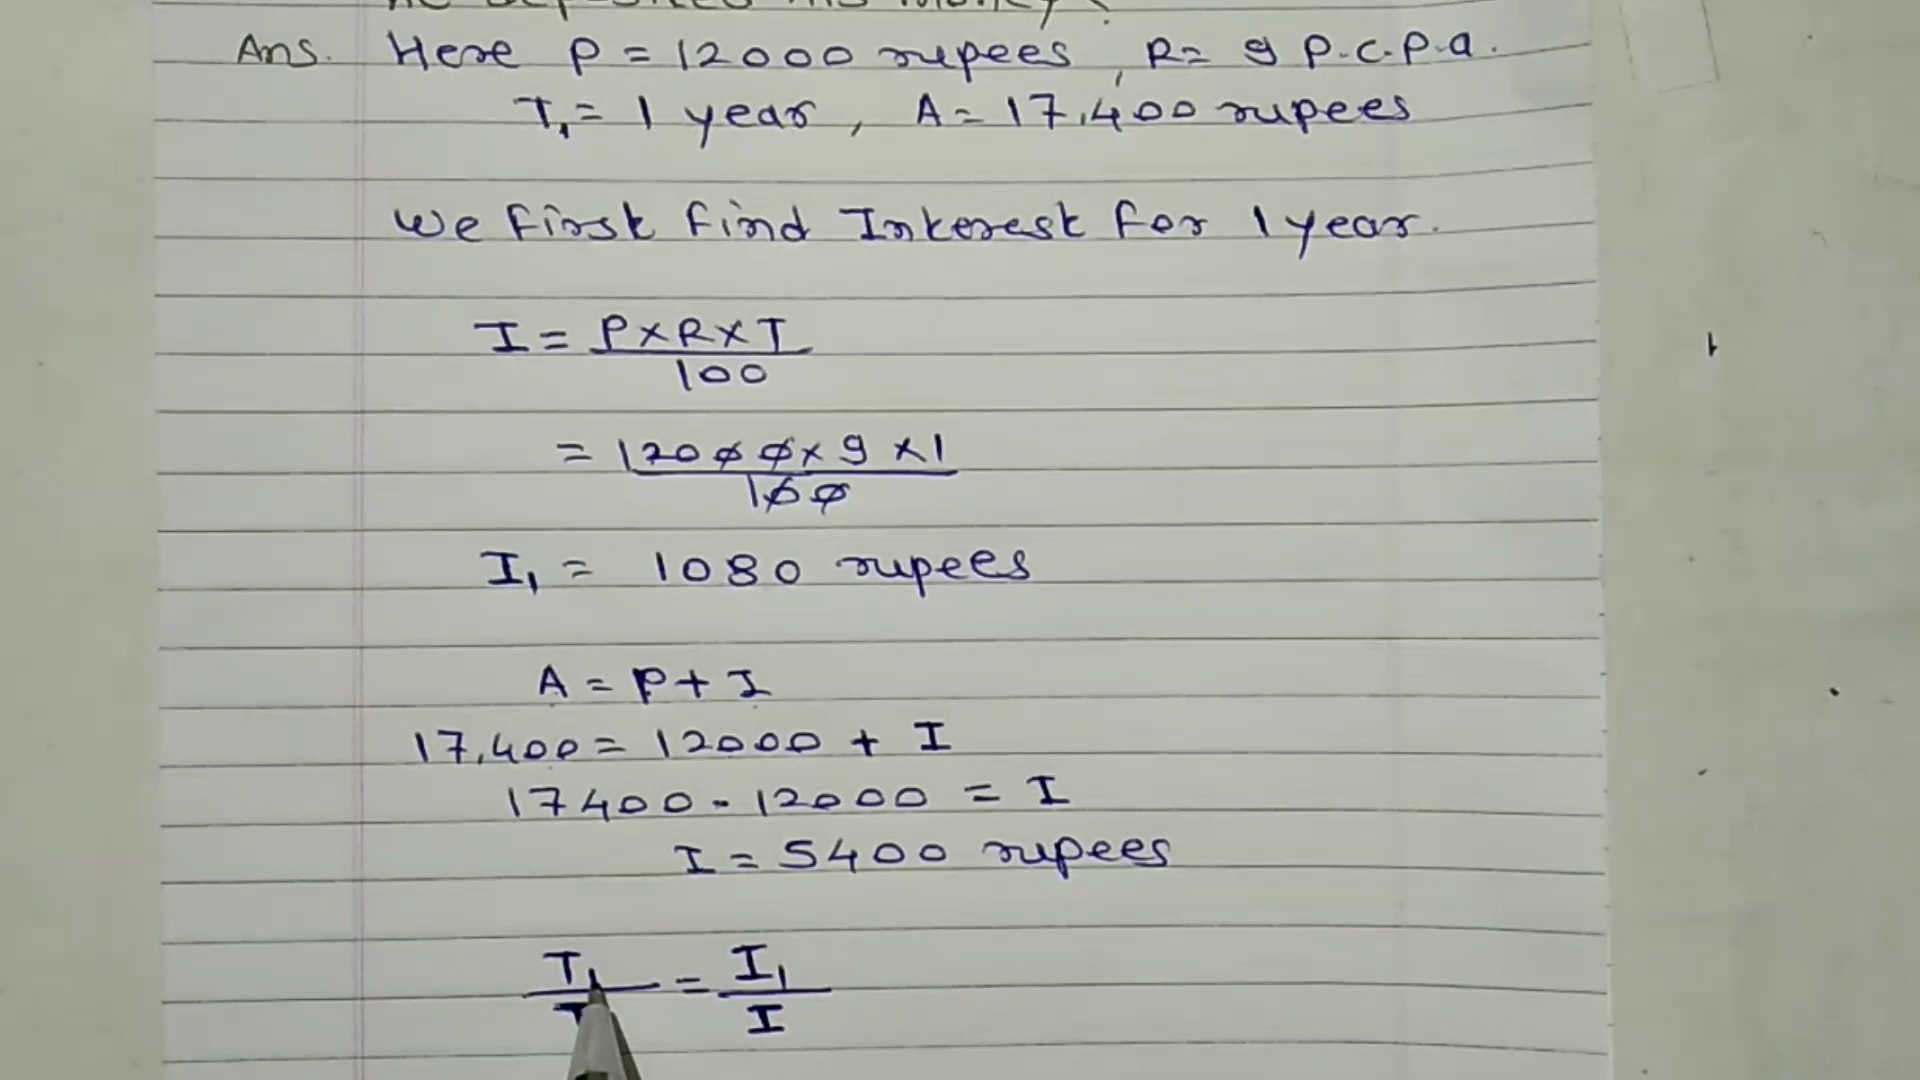 Ans. Here P = 12000 rupees, R = 9 p.c.p.a.
T₁ = 1 year, A = 17,400 rupees
We first find Interest for 1 year.
I = P×R×T
100
= 12000 × 9 × 1
100
I₁ = 1080 rupees
A = P + I
17,400 = 12000 + I
17400 - 12000 = I
I = 5400 rupees
T₁ = I₁
T I